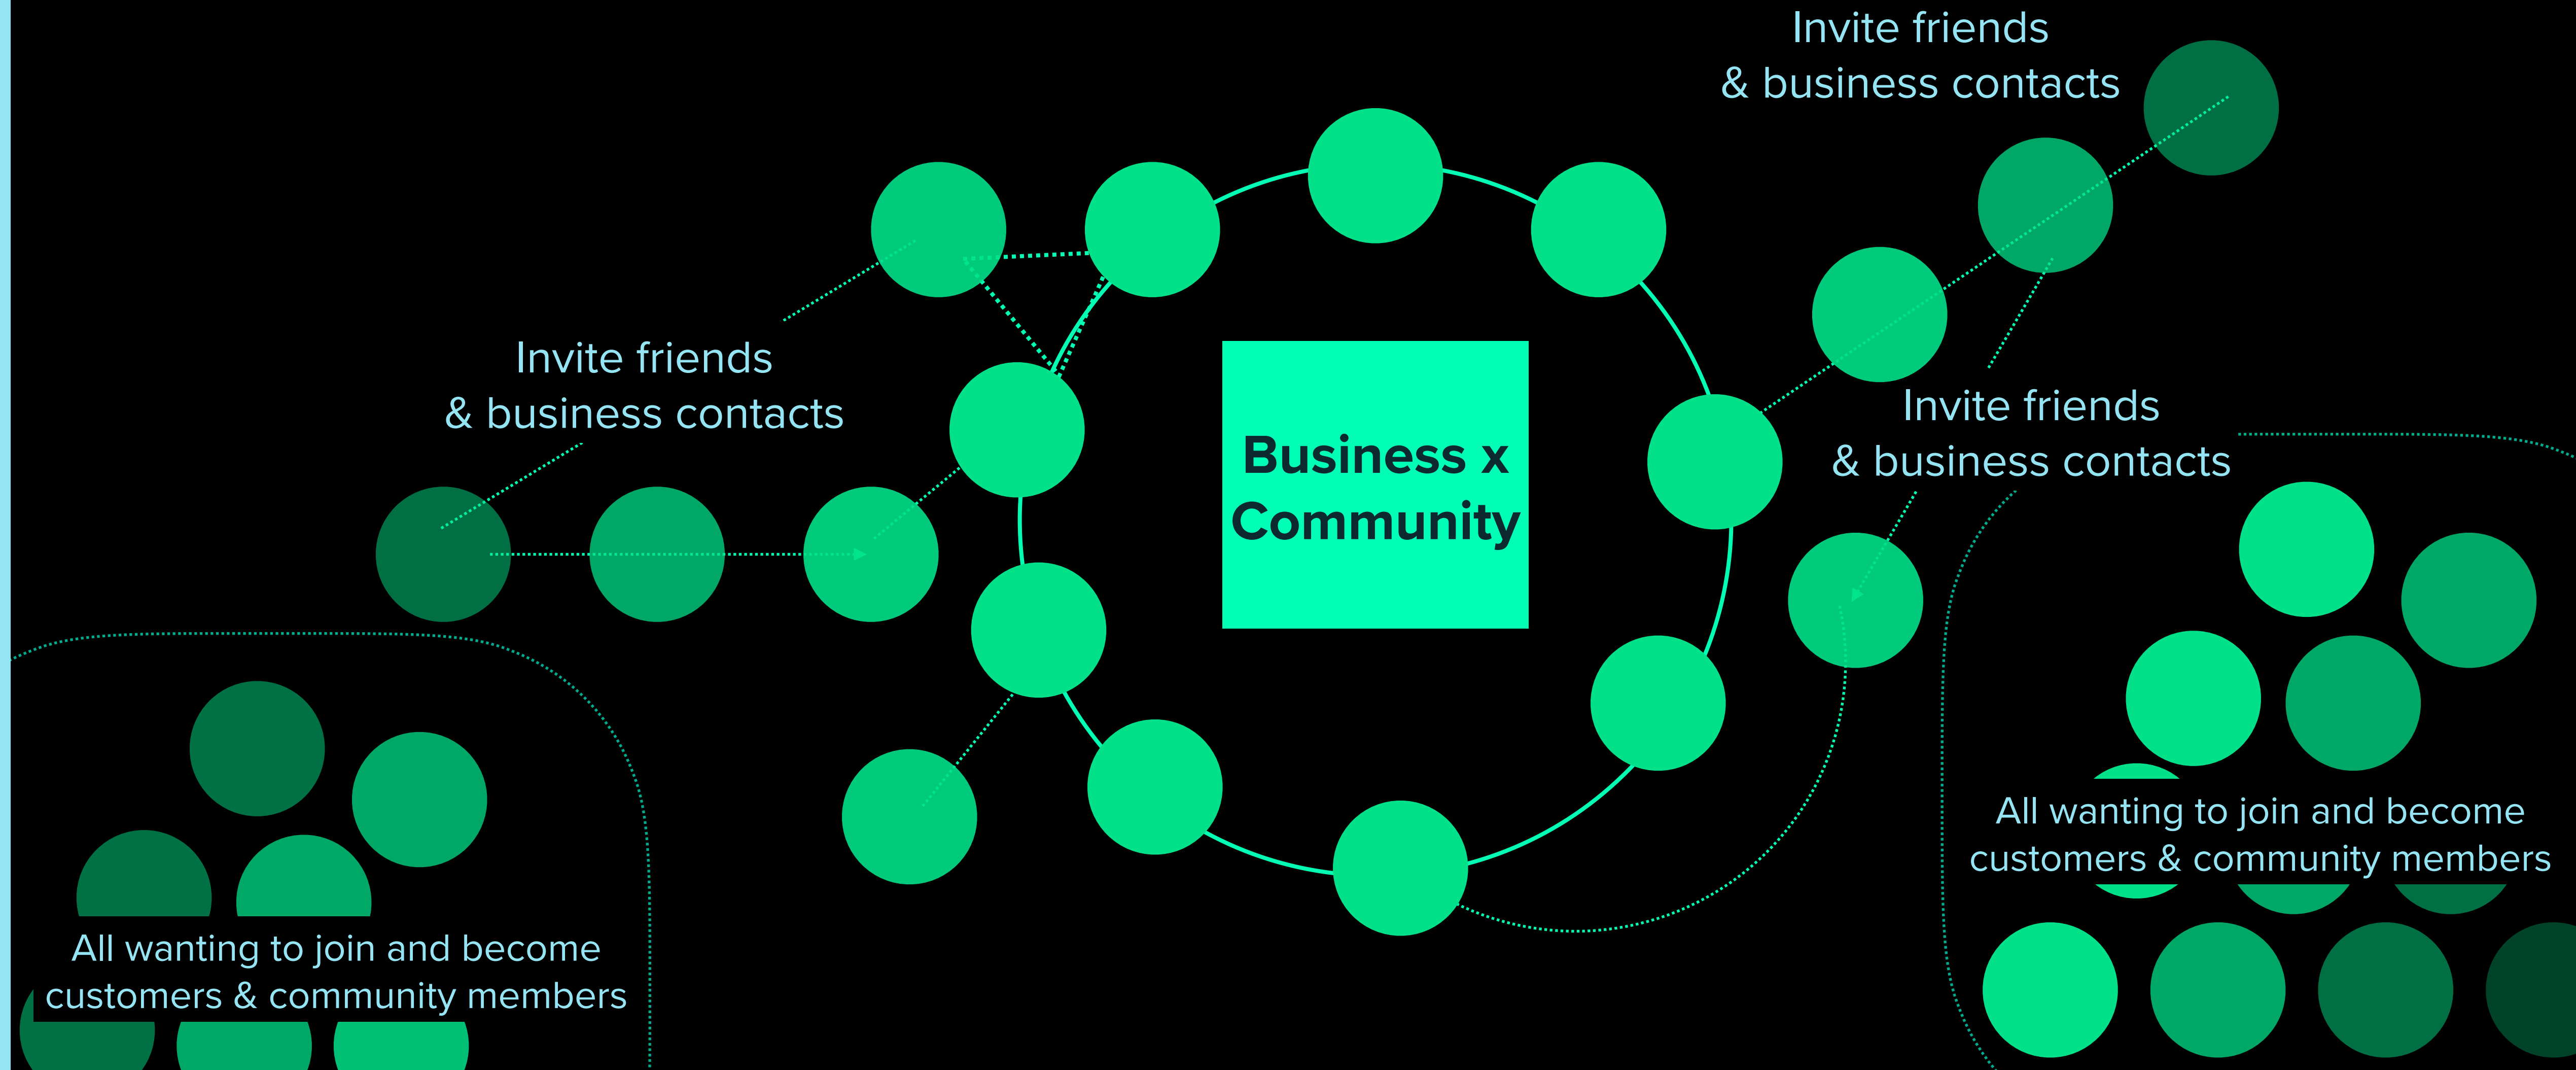 Invite friends
& business contacts
Invite friends
& business contacts
Invite friends
& business contacts
Business x
Community
All wanting to join and become
customers & community members
All wanting to join and become
customers & community members